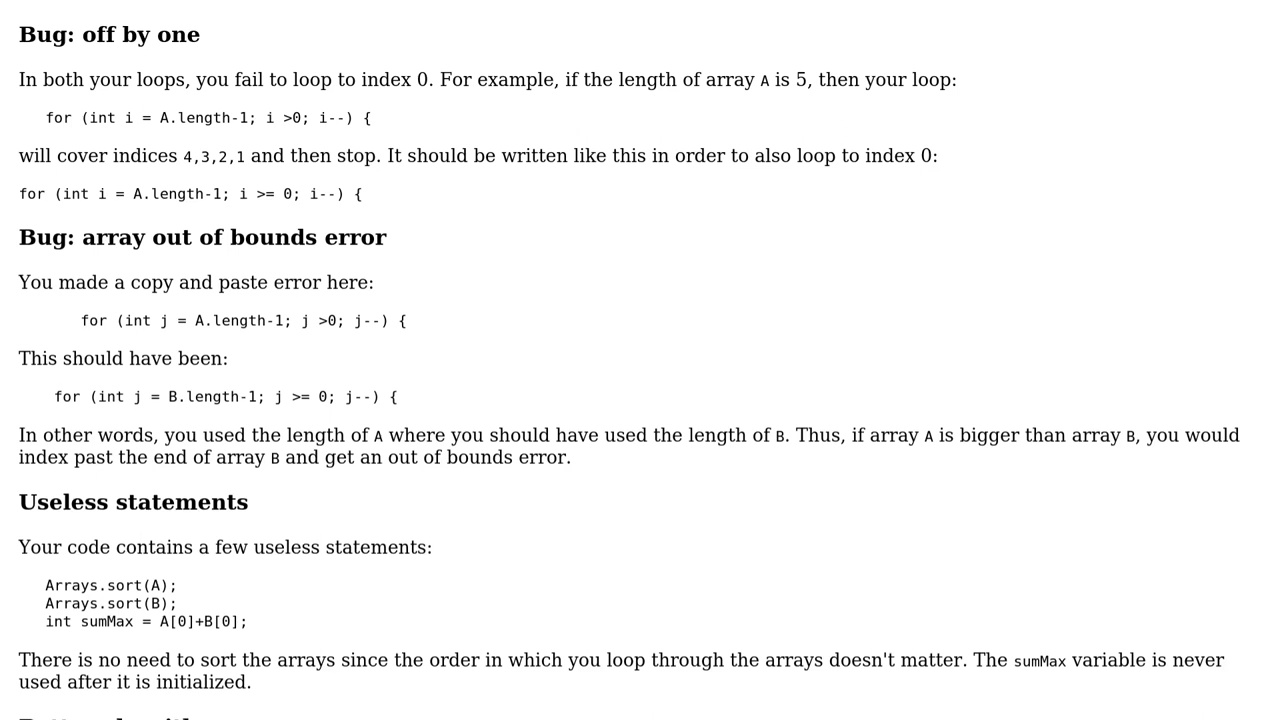 Bug: off by one
In both your loops, you fail to loop to index 0. For example, if the length of array A is 5, then your loop:
for (int i = A.length-1; i >0; i--) {
will cover indices 4,3,2,1 and then stop. It should be written like this in order to also loop to index 0:
for (int i = A.length-1; i >= 0; i--) {
Bug: array out of bounds error
You made a copy and paste error here:
for (int j = A.length-1; j >0; j--) {
This should have been:
for (int j = B.length-1; j >= 0; j--) {
In other words, you used the length of A where you should have used the length of B. Thus, if array A is bigger than array B, you would
index past the end of array B and get an out of bounds error.
Useless statements
Your code contains a few useless statements:
Arrays.sort(A);
Arrays.sort(B);
int sumMax = A[0]+B[0];
There is no need to sort the arrays since the order in which you loop through the arrays doesn't matter. The sumMax variable is never
used after it is initialized.